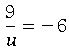 9/u = −6